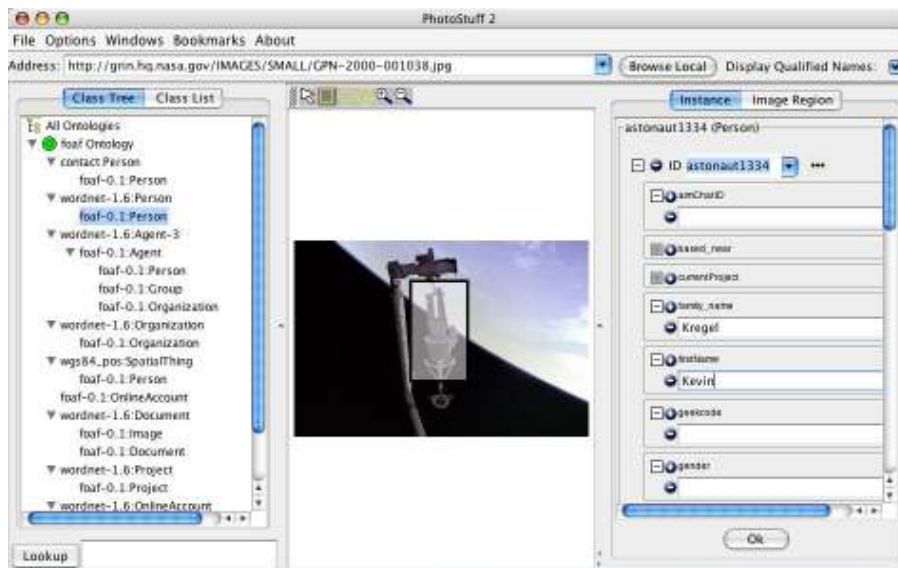 PhotoStuff 2
File Options Windows Bookmarks About
Address: http://grin.hq.nasa.gov/IMAGES/SMALL/GPN-2000-001038.jpg
Browse Local
Display Qualified Names:
Class Tree
Class List
All Ontologies
foaf Ontology
contact:Person
foaf-0.1:Person
wordnet-1.6:Person
foaf-0.1:Person
wordnet-1.6:Agent-3
foaf-0.1:Agent
foaf-0.1:Person
foaf-0.1:Group
foaf-0.1:Organization
wordnet-1.6:Organization
foaf-0.1:Organization
wgs84_pos:SpatialThing
foaf-0.1:Person
foaf-0.1:OnlineAccount
wordnet-1.6:Document
foaf-0.1:Image
foaf-0.1:Document
wordnet-1.6:Project
foaf-0.1:Project
wordnet-1.6:OnlineAccount
Lookup
Instance
Image Region
astonaut1334 (Person)
ID astonaut1334
aimChatID
based_near
currentProject
family_name
Kregel
firstName
Kevin
geekcode
gender
Ok